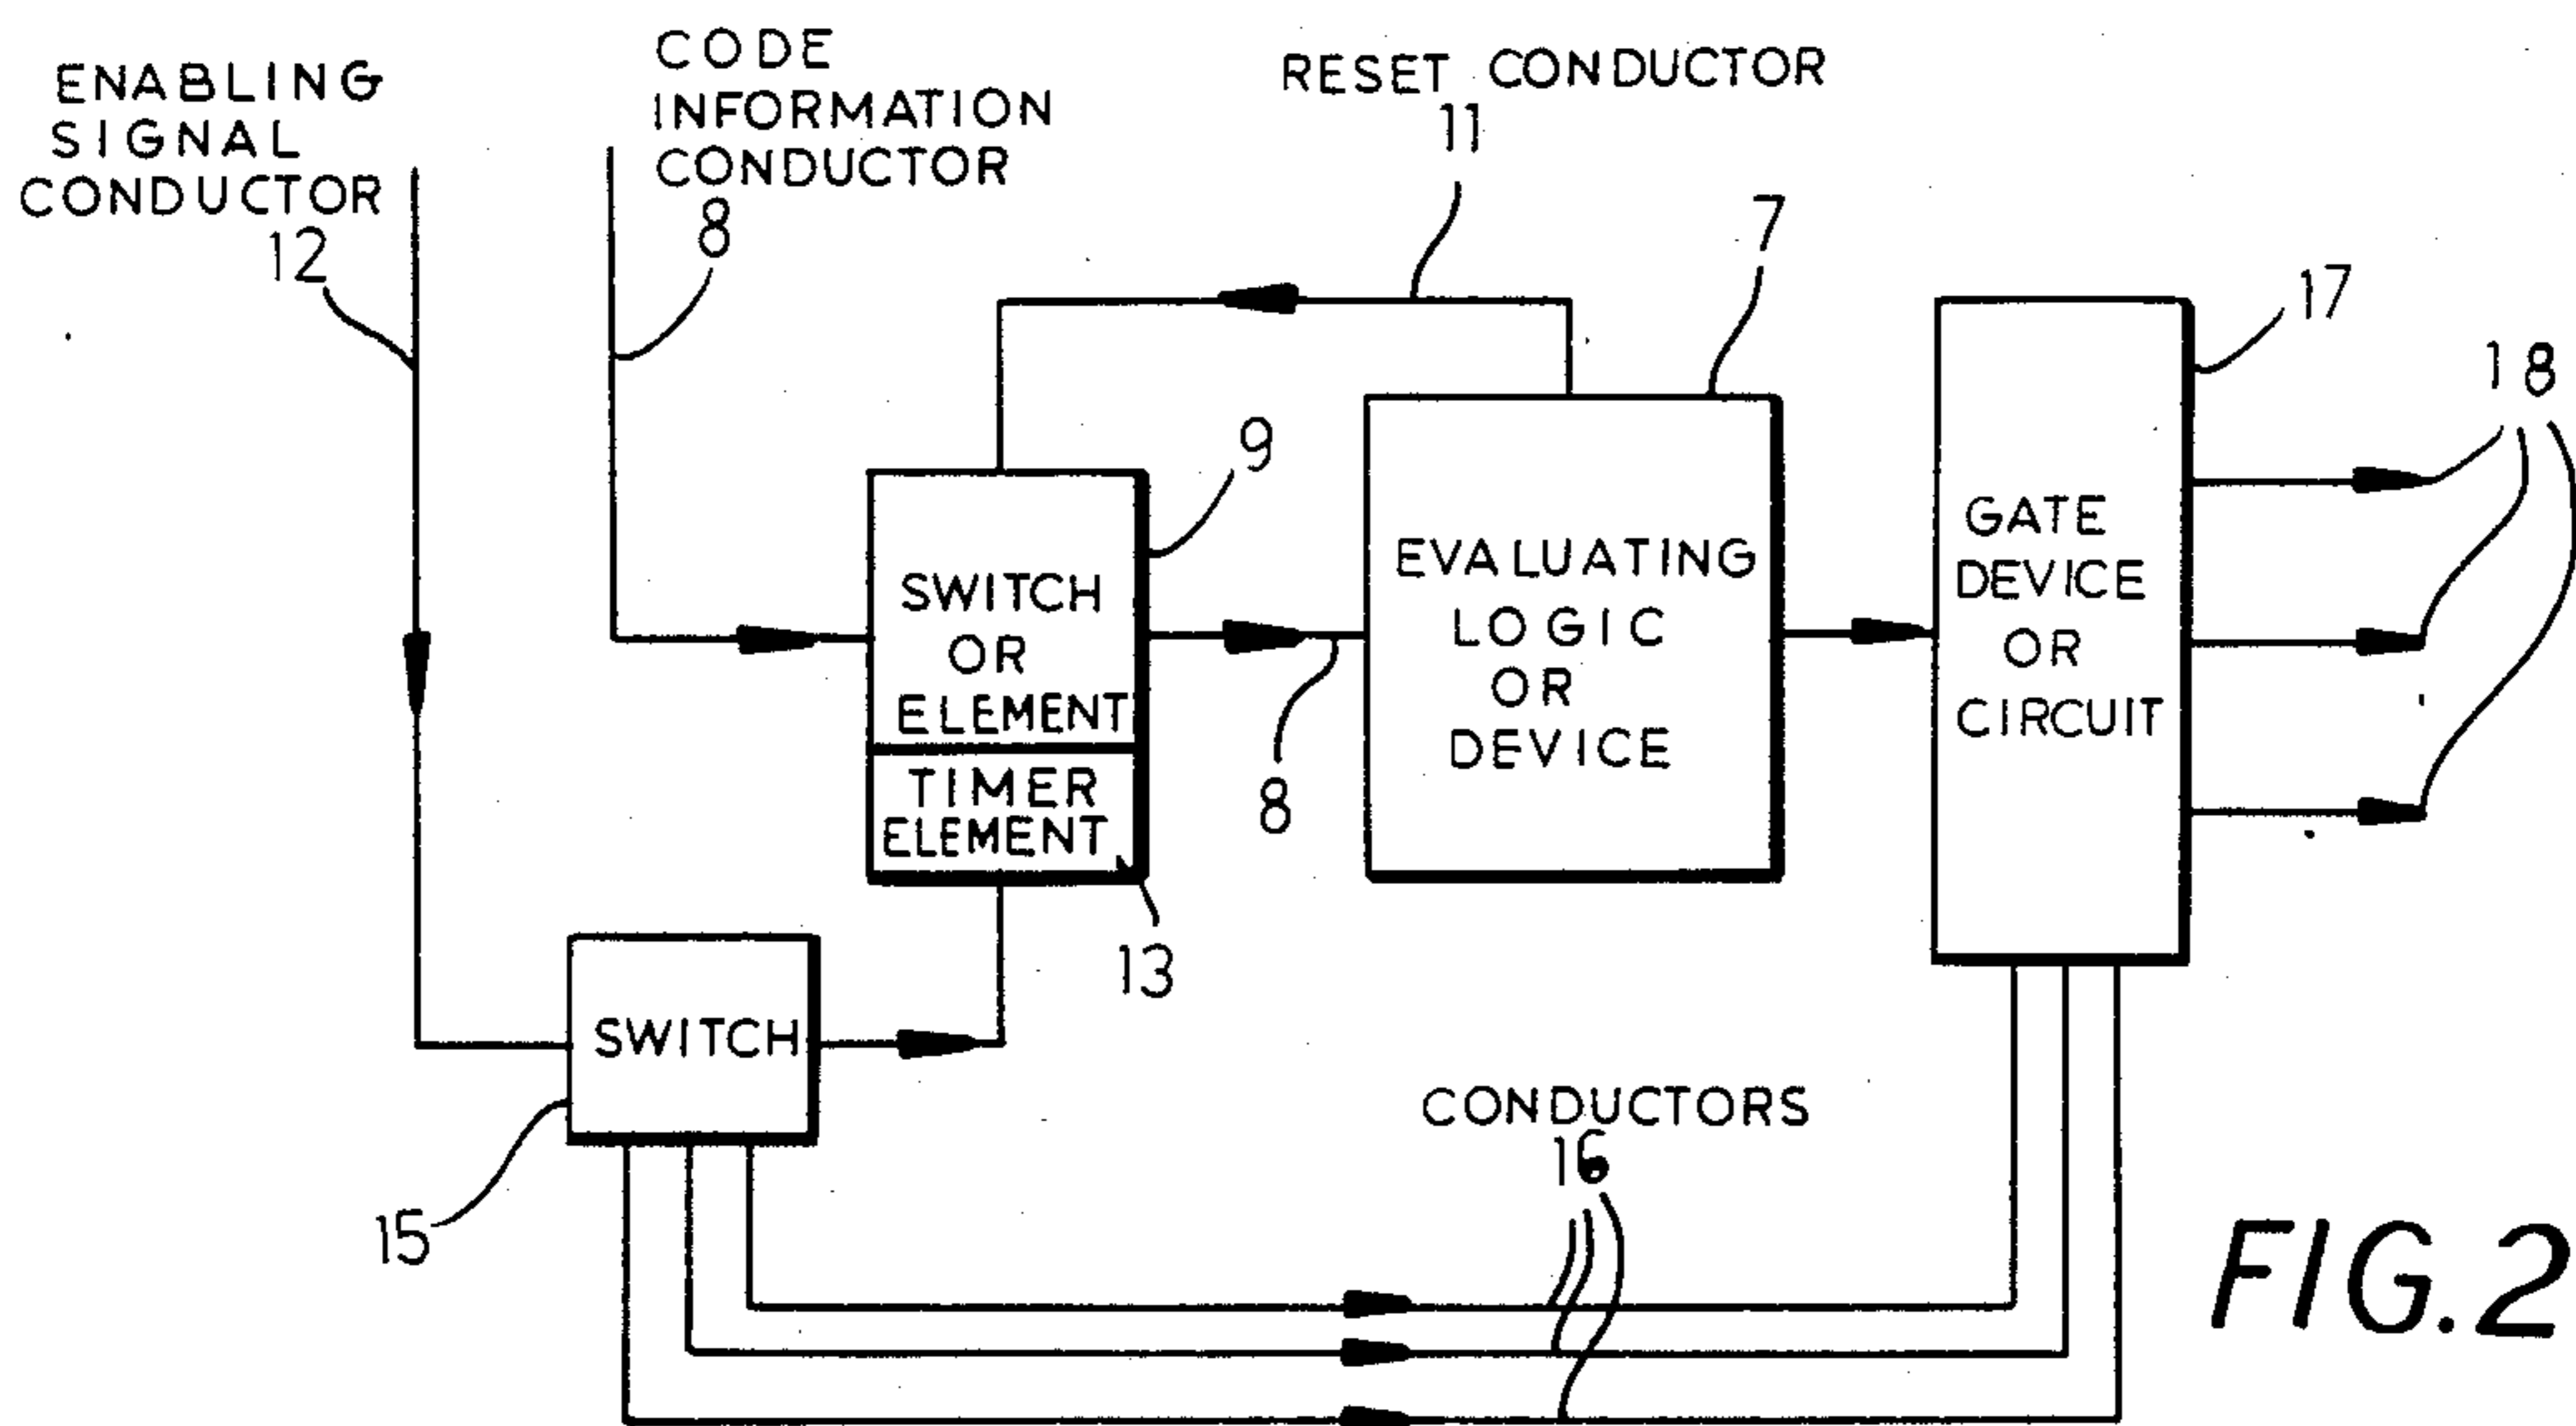 ENABLING
SIGNAL
CONDUCTOR
12
CODE
INFORMATION
CONDUCTOR
8
RESET CONDUCTOR
11
7
17
18
9
SWITCH
OR
ELEMENT
TIMER
ELEMENT
13
8
EVALUATING
LOGIC
OR
DEVICE
GATE
DEVICE
OR
CIRCUIT
SWITCH
15
CONDUCTORS
16
FIG.2